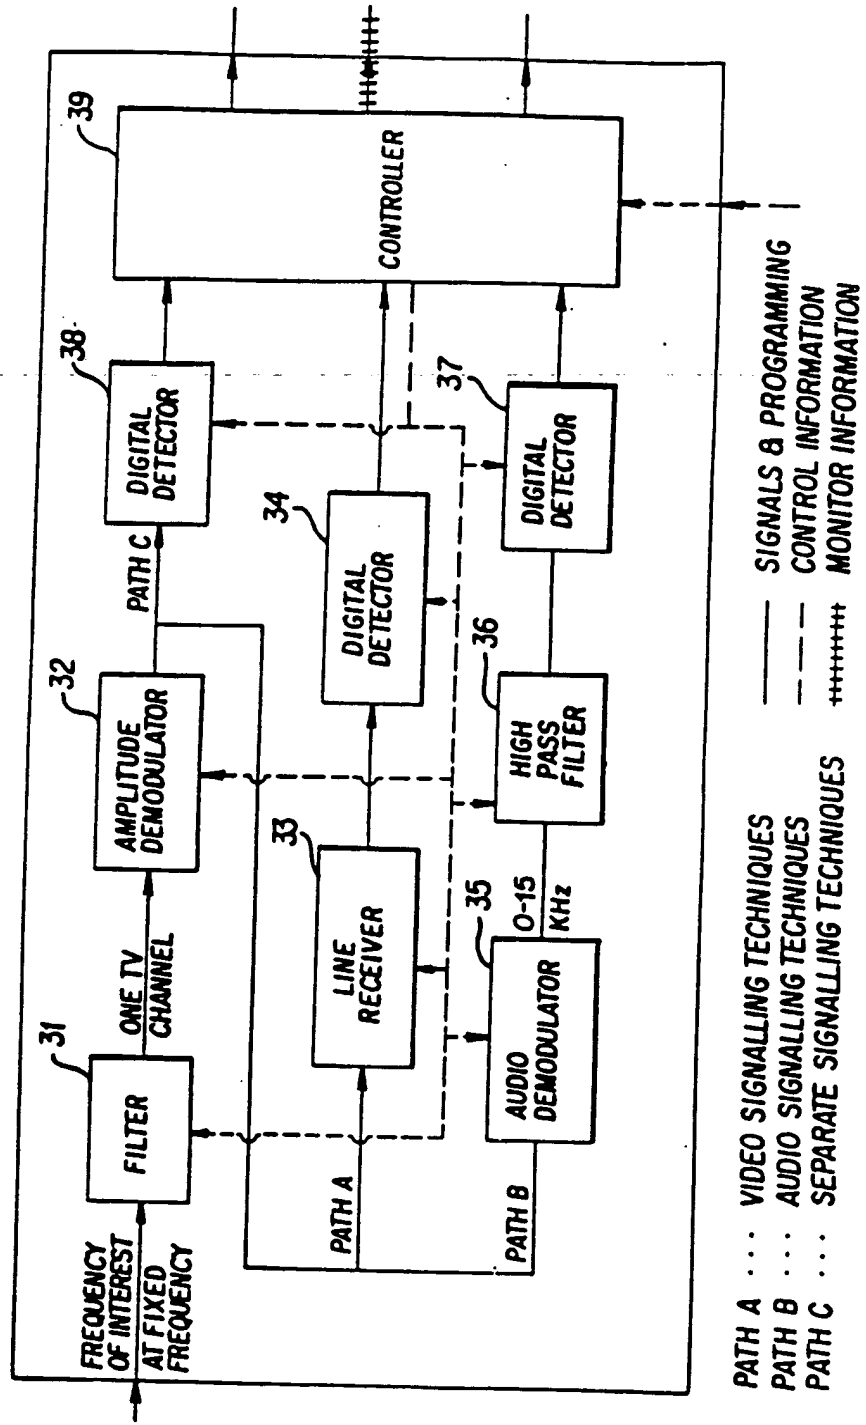 FREQUENCY
OF INTEREST
AT FIXED
FREQUENCY
31
FILTER
ONE TV
CHANNEL
32
AMPLITUDE
DEMODULATOR
PATH C
38
DIGITAL
DETECTOR
39
CONTROLLER
PATH A
33
LINE
RECEIVER
34
DIGITAL
DETECTOR
PATH B
35
AUDIO
DEMODULATOR
0-15
KHz
36
HIGH
PASS
FILTER
37
DIGITAL
DETECTOR
PATH A ... VIDEO SIGNALLING TECHNIQUES
PATH B ... AUDIO SIGNALLING TECHNIQUES
PATH C ... SEPARATE SIGNALLING TECHNIQUES
SIGNALS & PROGRAMMING
CONTROL INFORMATION
MONITOR INFORMATION